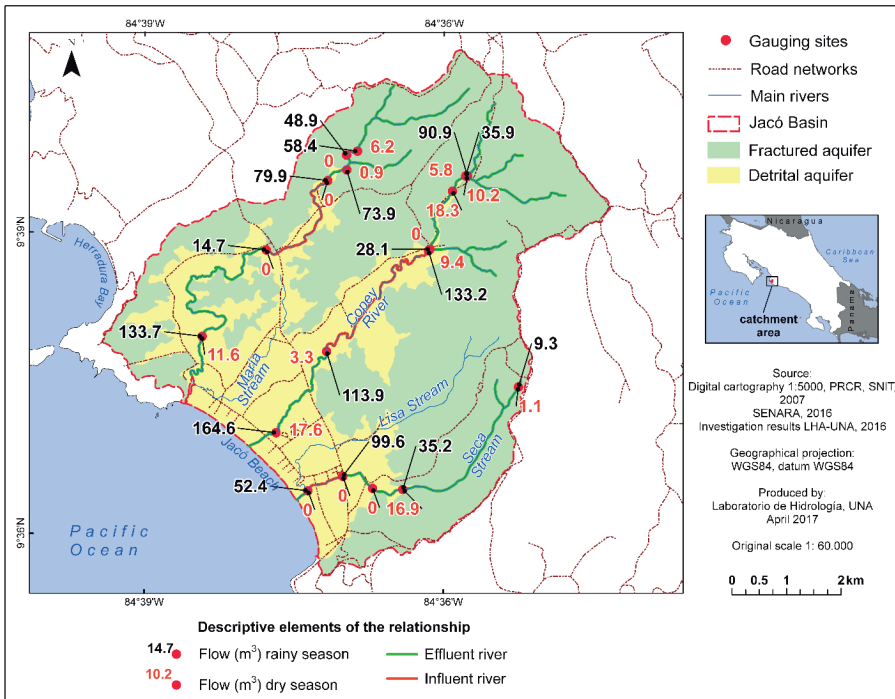 84°39'W
84°36'W
N
9°39'N
9°36'N
48.9
58.4
0
6.2
79.9
0
0.9
73.9
90.9
35.9
5.8
10.2
18.3
0
28.1
9.4
133.2
14.7
0
133.7
11.6
3.3
113.9
164.6
17.6
99.6
35.2
52.4
0
0
0
16.9
9.3
1.1
Herradura Bay
Copey
River
María
Stream
Lisa Stream
Seca
Stream
Jacó Beach
Pacific
Ocean
84°39'W
84°36'W
Gauging sites
Road networks
Main rivers
Jacó Basin
Fractured aquifer
Detrital aquifer
Nicaragua
Caribbean
Sea
Pacific
Ocean
Panama
catchment
area
Source:
Digital cartography 1:5000, PRCR, SNIT,
2007
SENARA, 2016
Investigation results LHA-UNA, 2016
Geographical projection:
WGS84, datum WGS84
Produced by:
Laboratorio de Hidrología, UNA
April 2017
Original scale 1: 60.000
0 0.5 1 2 km
Descriptive elements of the relationship
14.7 Flow (m³) rainy season
10.2 Flow (m³) dry season
Effluent river
Influent river